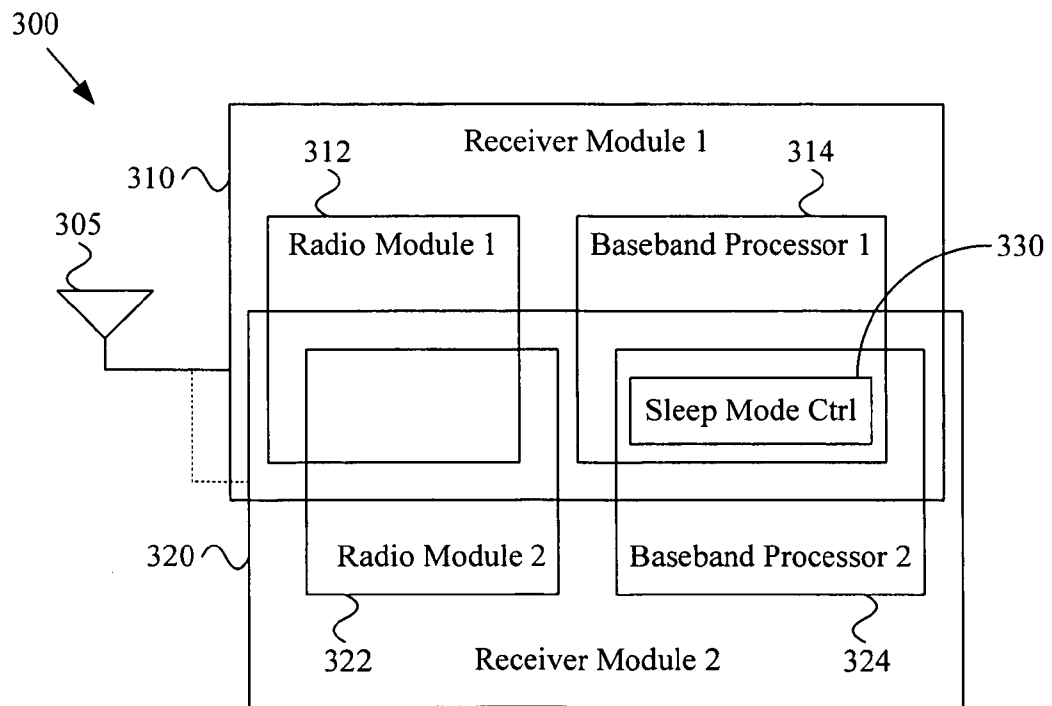 300
Receiver Module 1
312
314
310
305
Radio Module 1
Baseband Processor 1
330
Sleep Mode Ctrl
320
Radio Module 2
Baseband Processor 2
322
Receiver Module 2
324